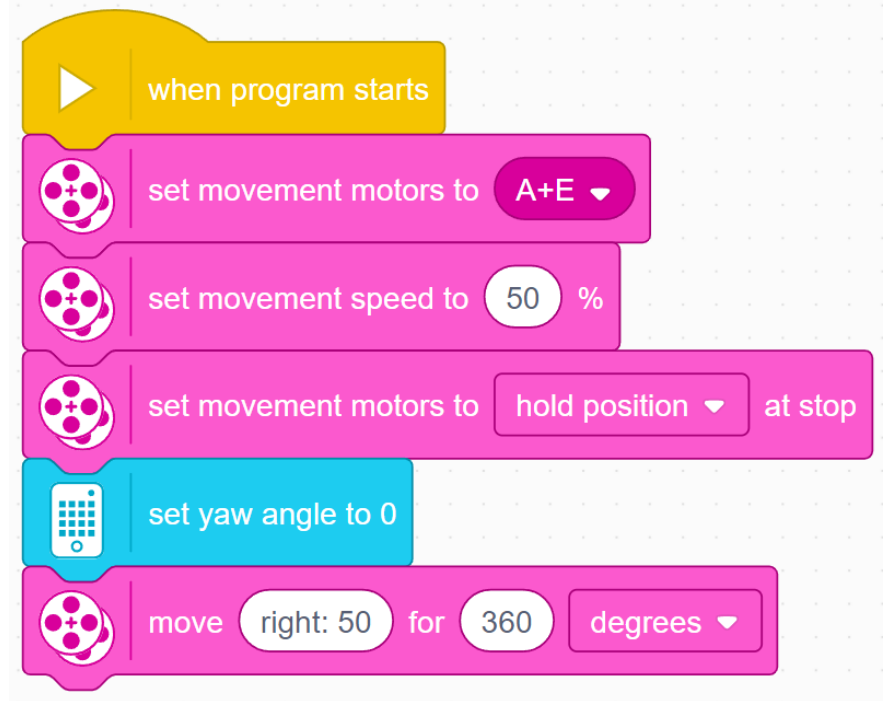 when program starts
set movement motors to A+E
set movement speed to 50 %
set movement motors to hold position at stop
set yaw angle to 0
move right: 50 for 360 degrees